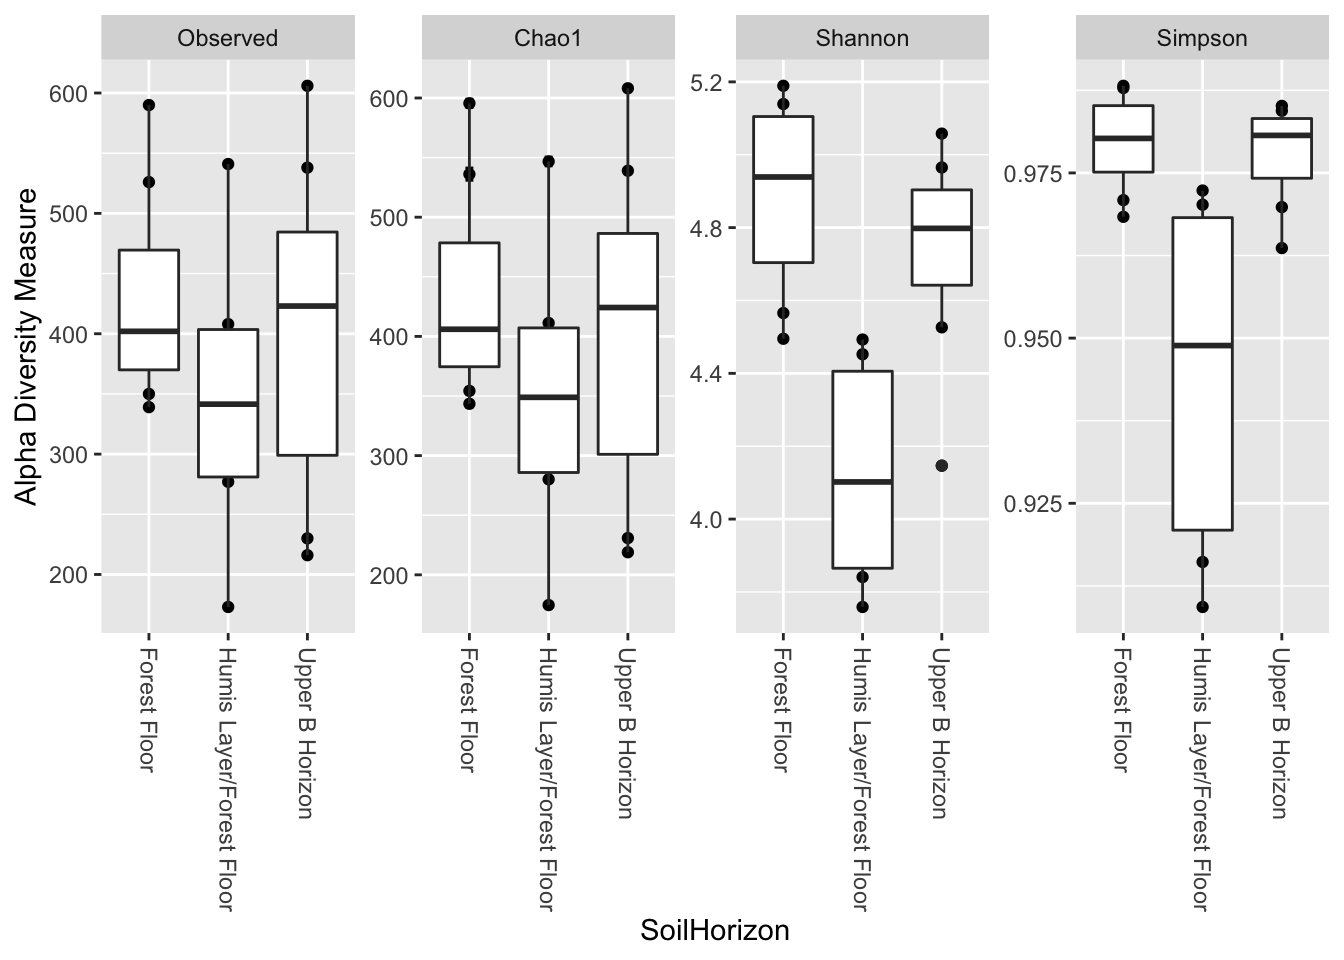 Observed
Chao1
Shannon
Simpson
Alpha Diversity Measure
600
500
400
300
200
600
500
400
300
200
5.2
4.8
4.4
4.0
0.975
0.950
0.925
Forest Floor
Humis Layer/Forest Floor
Upper B Horizon
Forest Floor
Humis Layer/Forest Floor
Upper B Horizon
Forest Floor
Humis Layer/Forest Floor
Upper B Horizon
Forest Floor
Humis Layer/Forest Floor
Upper B Horizon
SoilHorizon